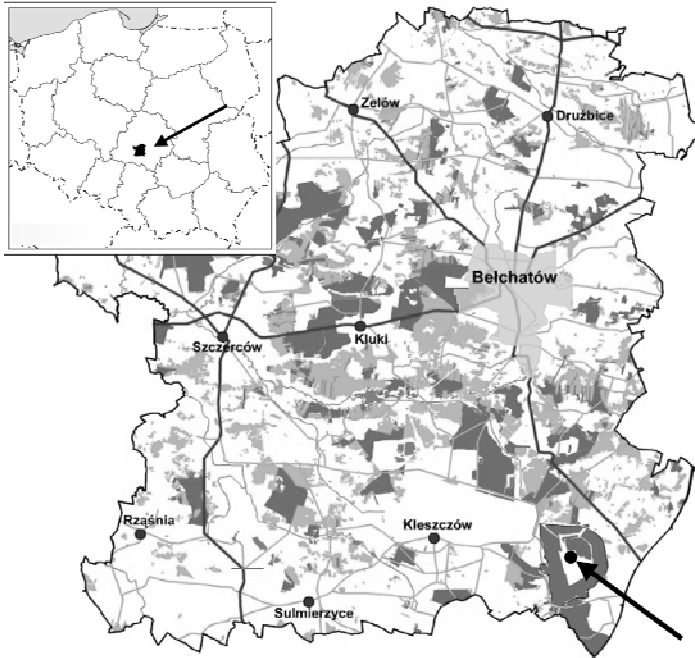 Zelów
Drużbice
Bełchatów
Kluki
Szczerców
Rząśnia
Kleszczów
Sulmierzyce